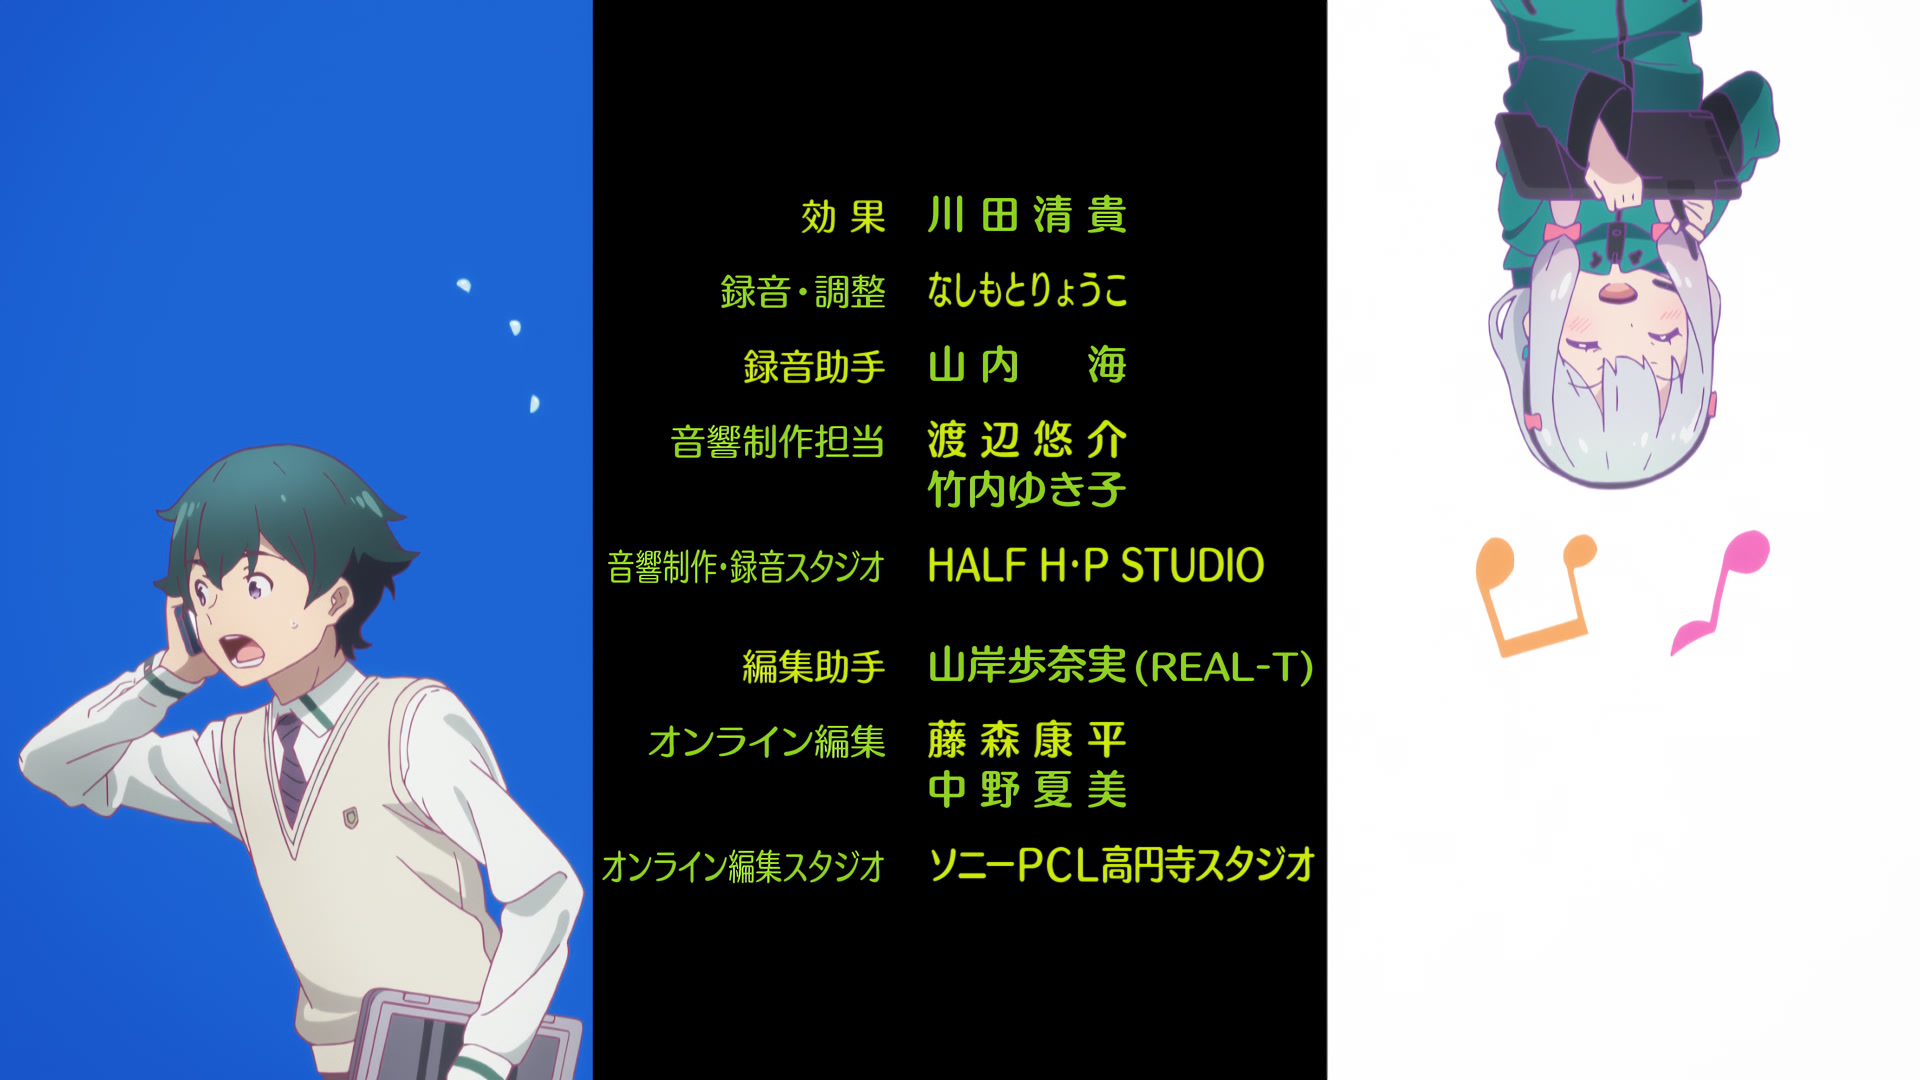 効果 川田清貴
録音・調整 なしもとりょうこ
録音助手 山内 海
音響制作担当 渡辺悠介
竹内ゆき子
音響制作・録音スタジオ HALF H・P STUDIO
編集助手 山岸歩奈実(REAL-T)
オンライン編集 藤森康平
中野夏美
オンライン編集スタジオ ソニーPCL高円寺スタジオ